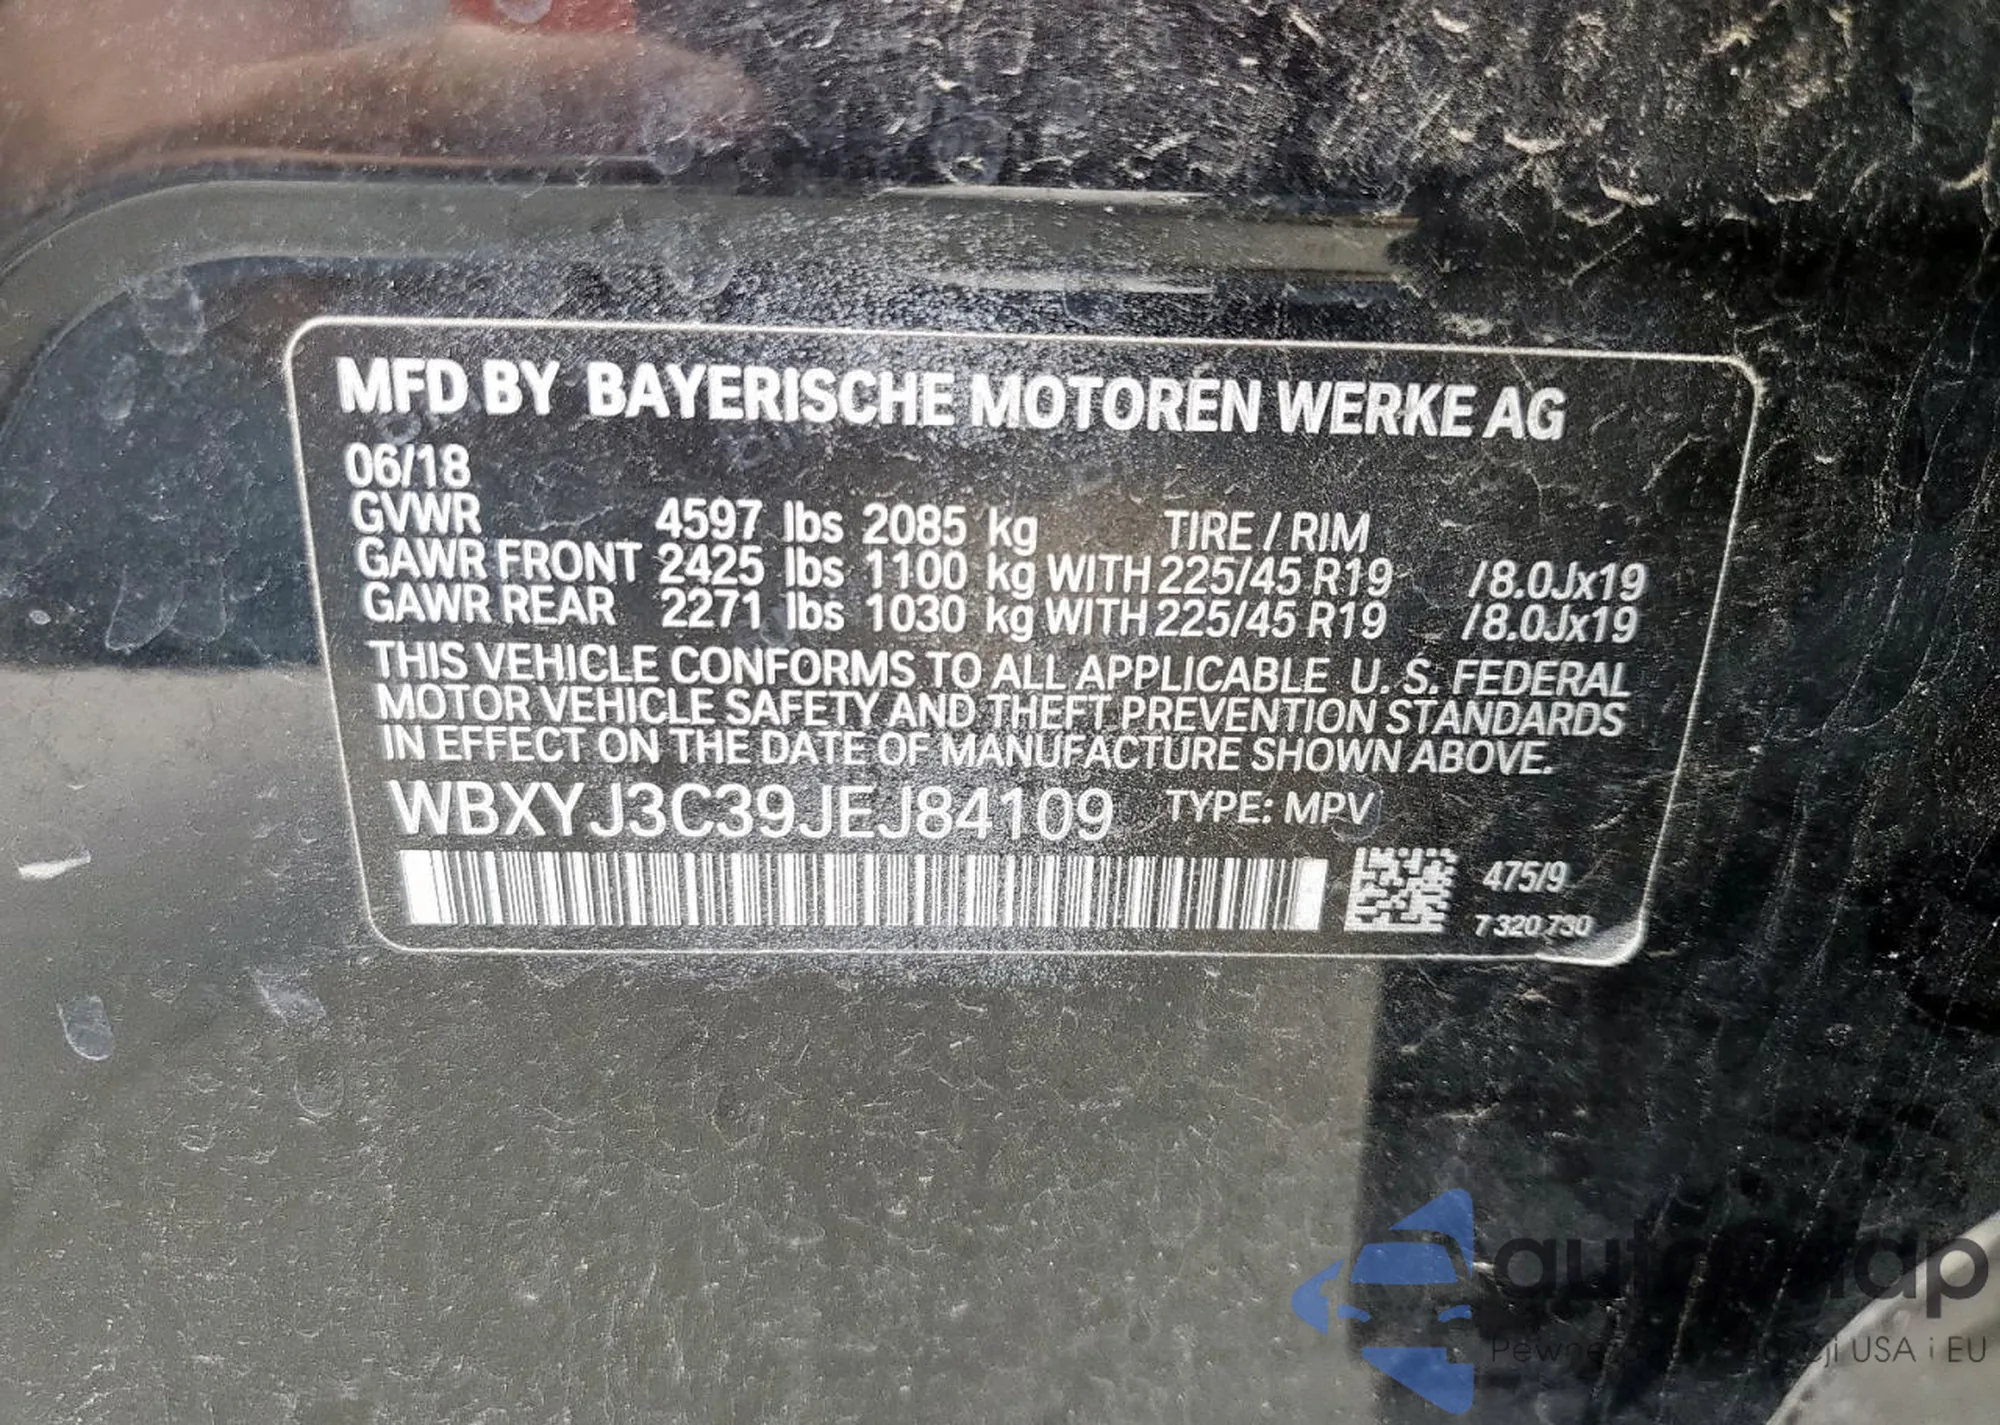 MFD BY BAYERISCHE MOTOREN WERKE AG
06/18
GVWR 4597 lbs 2085 kg TIRE / RIM
GAWR FRONT 2425 lbs 1100 kg WITH 225/45 R19 /8.0Jx19
GAWR REAR 2271 lbs 1030 kg WITH 225/45 R19 /8.0Jx19
THIS VEHICLE CONFORMS TO ALL APPLICABLE U. S. FEDERAL
MOTOR VEHICLE SAFETY AND THEFT PREVENTION STANDARDS
IN EFFECT ON THE DATE OF MANUFACTURE SHOWN ABOVE.
WBXYJ3C39JEJ84109 TYPE: MPV
475/9
7 320 730
USA i EU